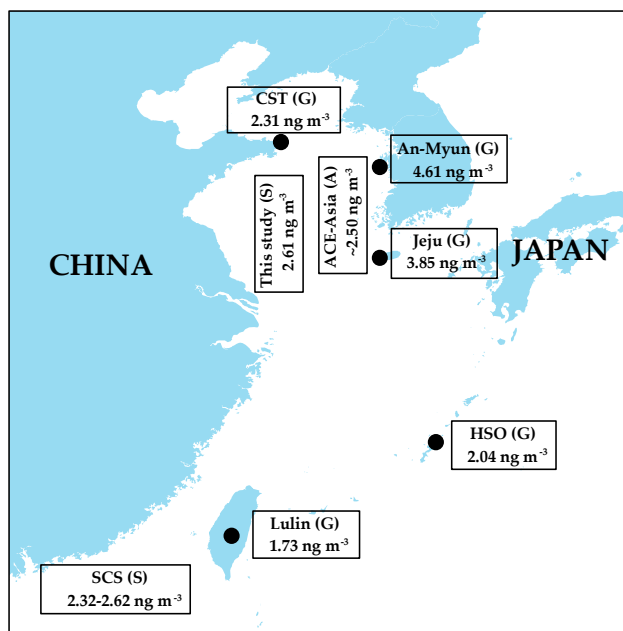 CST (G)
2.31 ng m⁻³
An-Myun (G)
4.61 ng m⁻³
This study (S)
2.61 ng m⁻³
ACE-Asia (A)
~2.50 ng m⁻³
Jeju (G)
3.85 ng m⁻³
CHINA
JAPAN
HSO (G)
2.04 ng m⁻³
Lulin (G)
1.73 ng m⁻³
SCS (S)
2.32-2.62 ng m⁻³